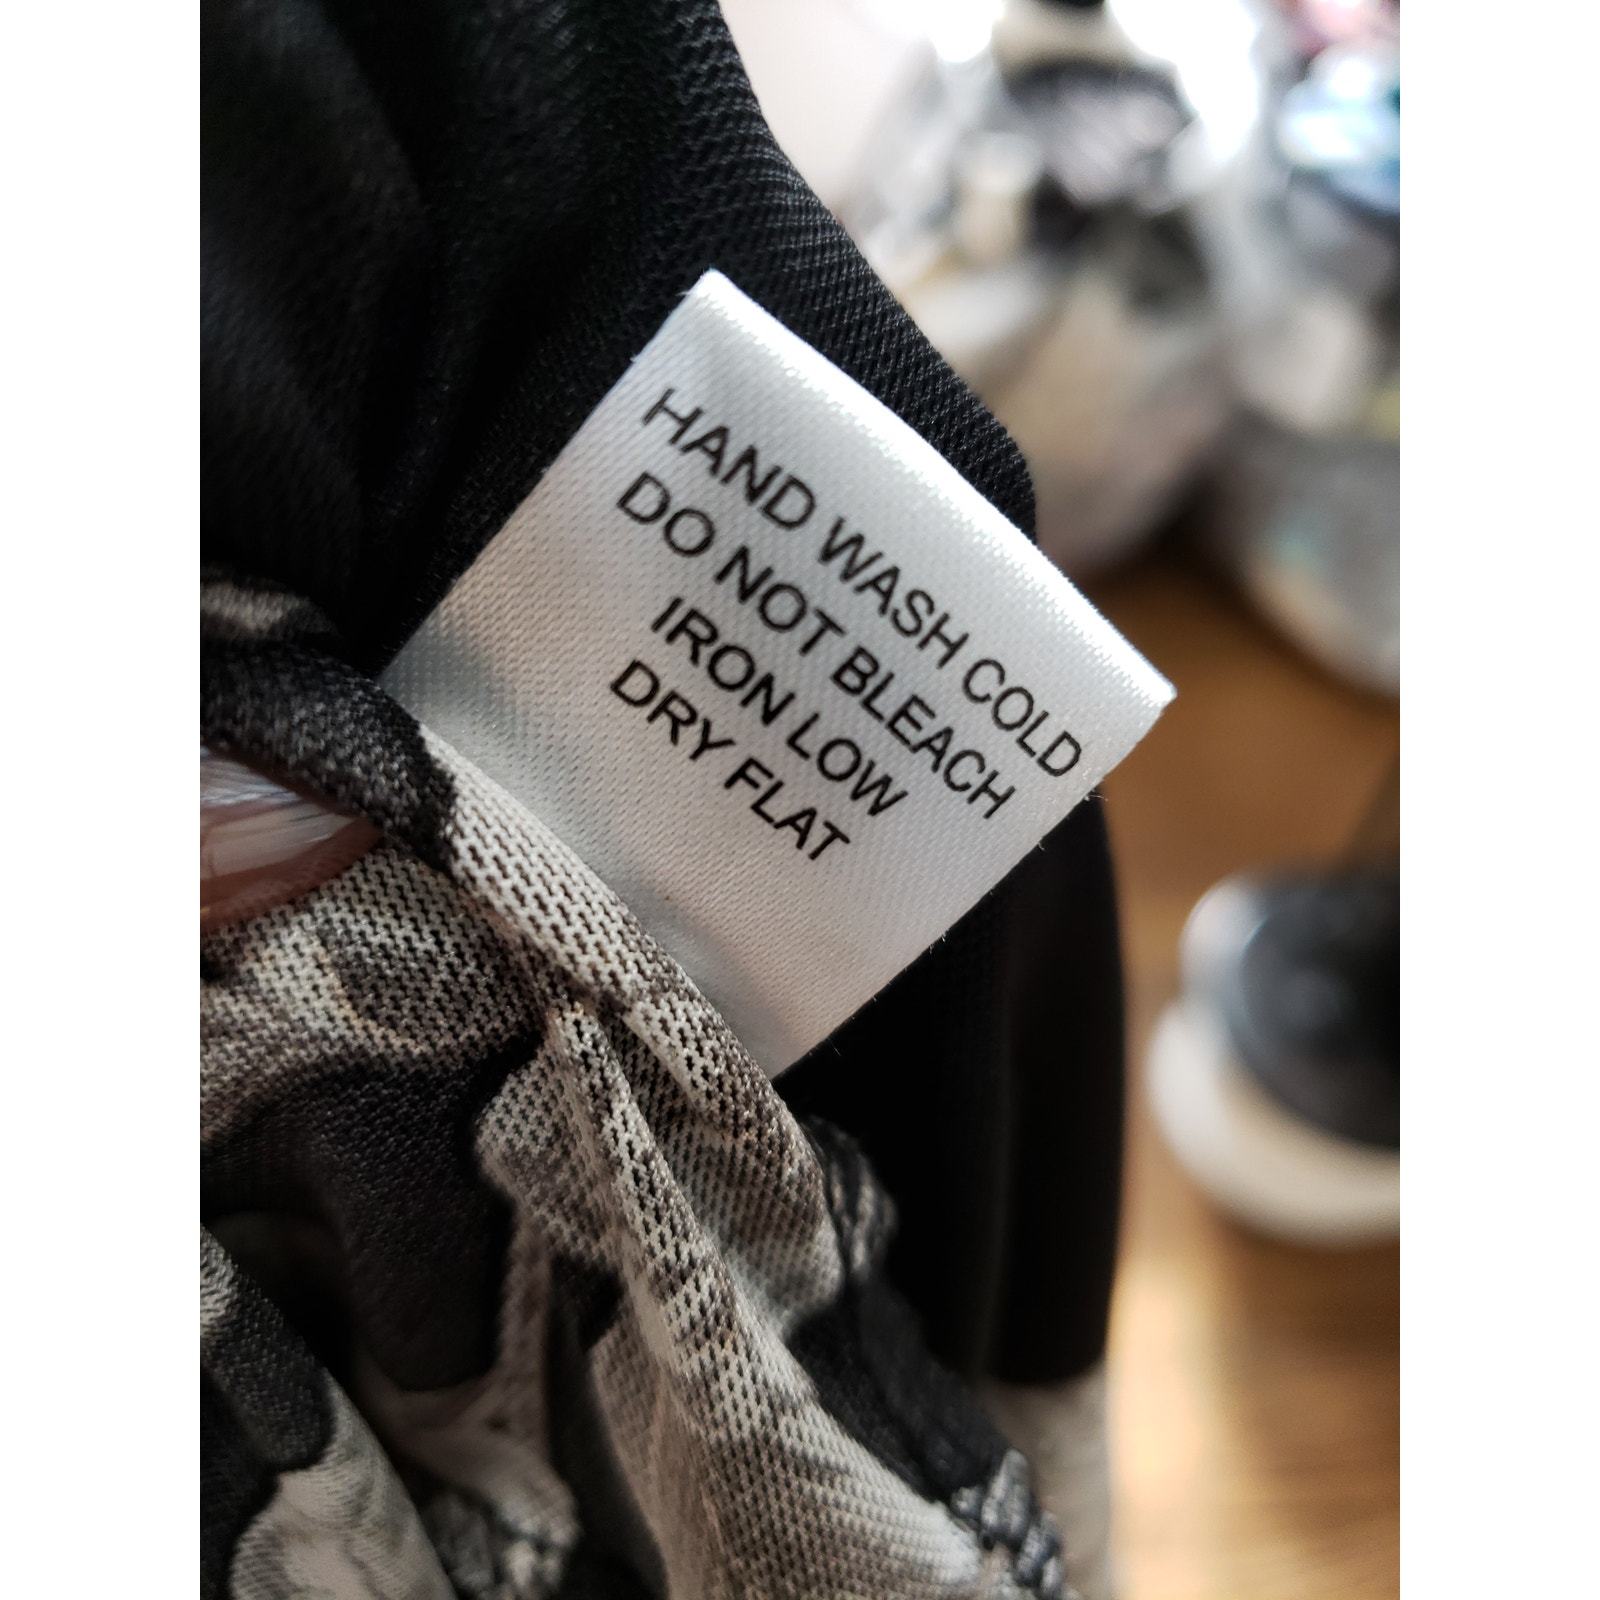 HAND WASH COLD
DO NOT BLEACH
IRON LOW
DRY FLAT